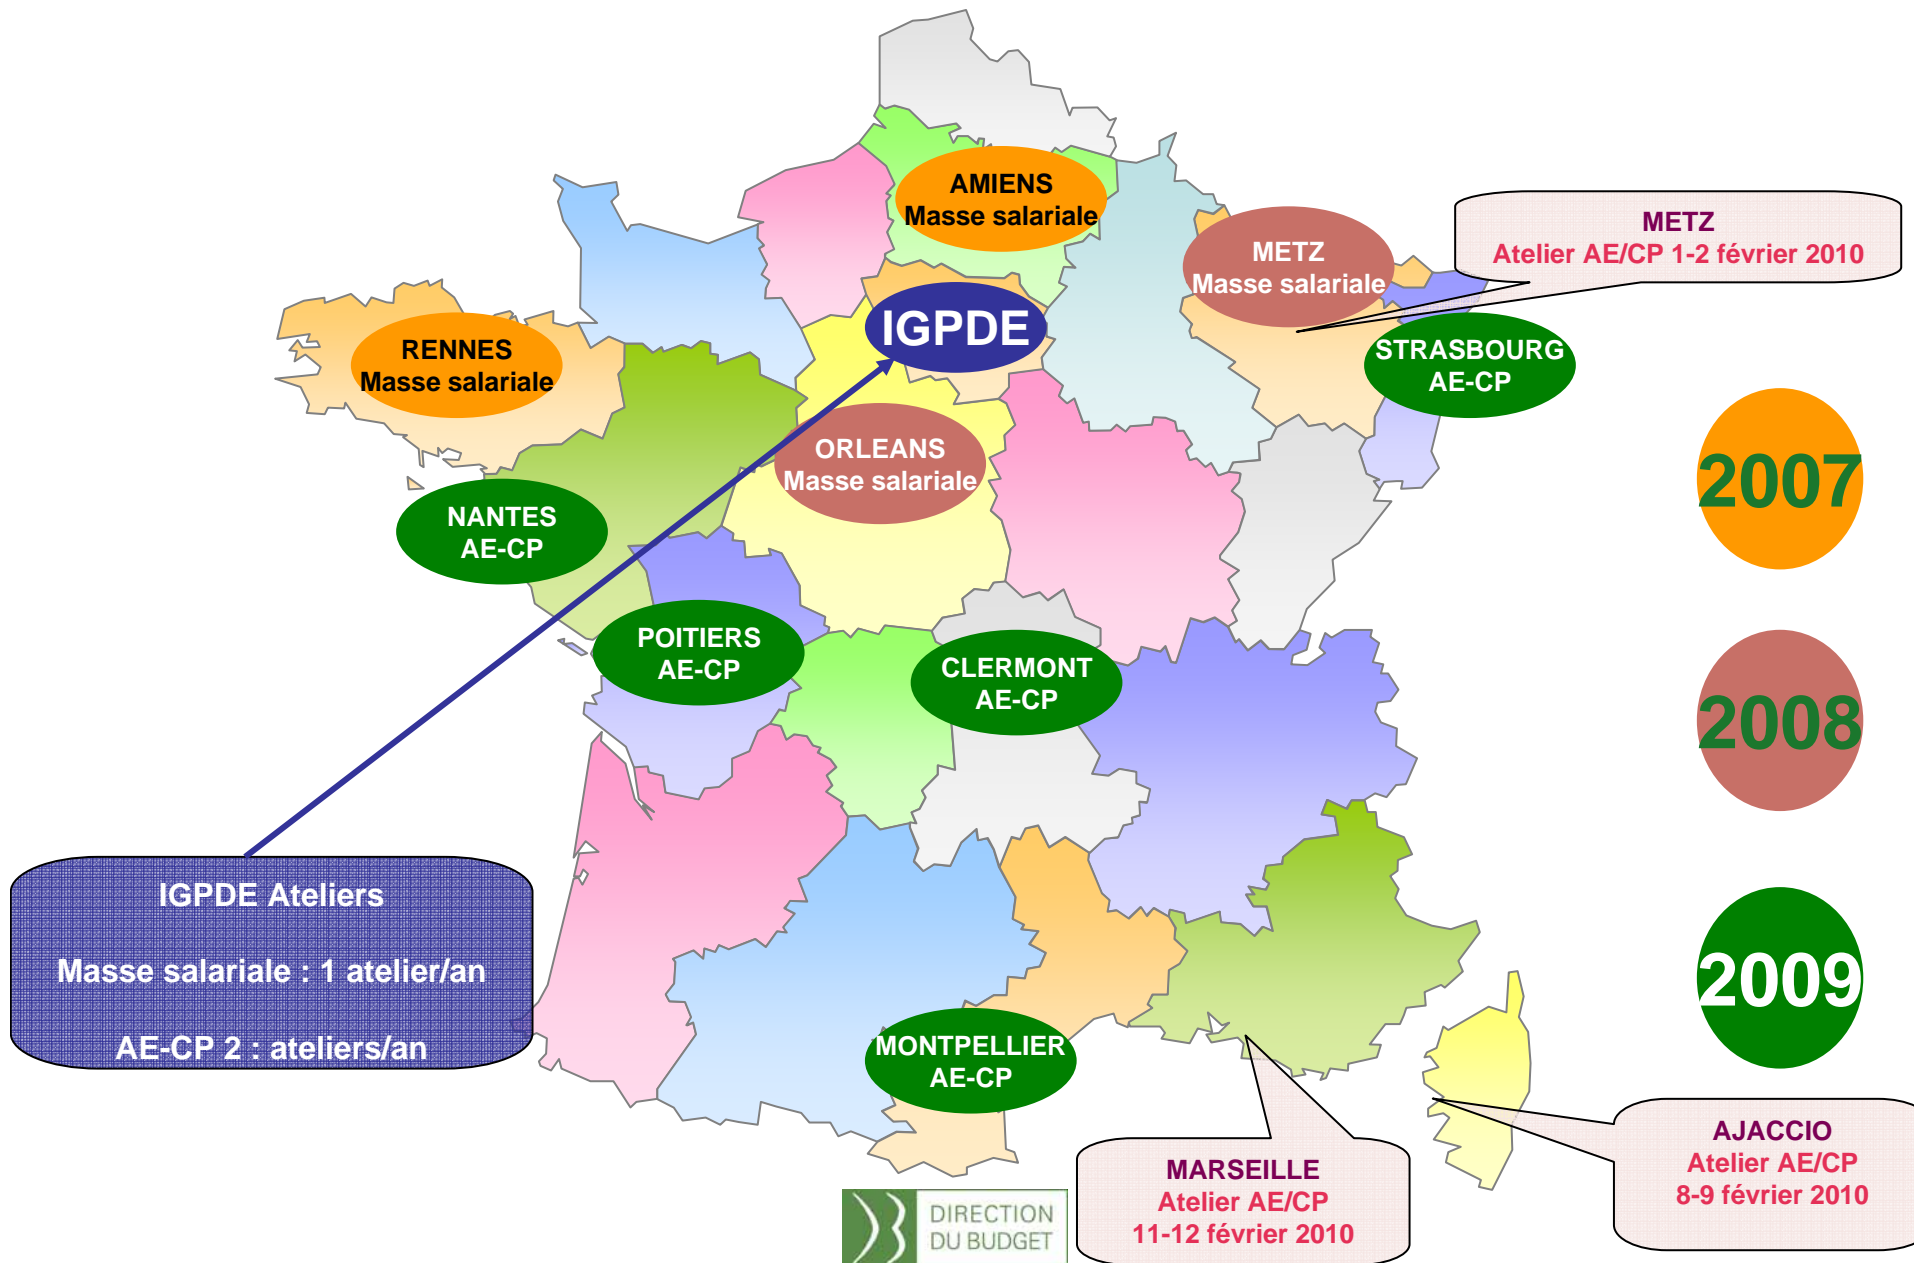 AMIENS
Masse salariale
METZ
Masse salariale
METZ
Atelier AE/CP 1-2 février 2010
IGPDE
RENNES
Masse salariale
STRASBOURG
AE-CP
ORLEANS
Masse salariale
2007
NANTES
AE-CP
POITIERS
AE-CP
CLERMONT
AE-CP
2008
IGPDE Ateliers
Masse salariale : 1 atelier/an
AE-CP 2 : ateliers/an
2009
MONTPELLIER
AE-CP
MARSEILLE
Atelier AE/CP
11-12 février 2010
AJACCIO
Atelier AE/CP
8-9 février 2010
DIRECTION
DU BUDGET